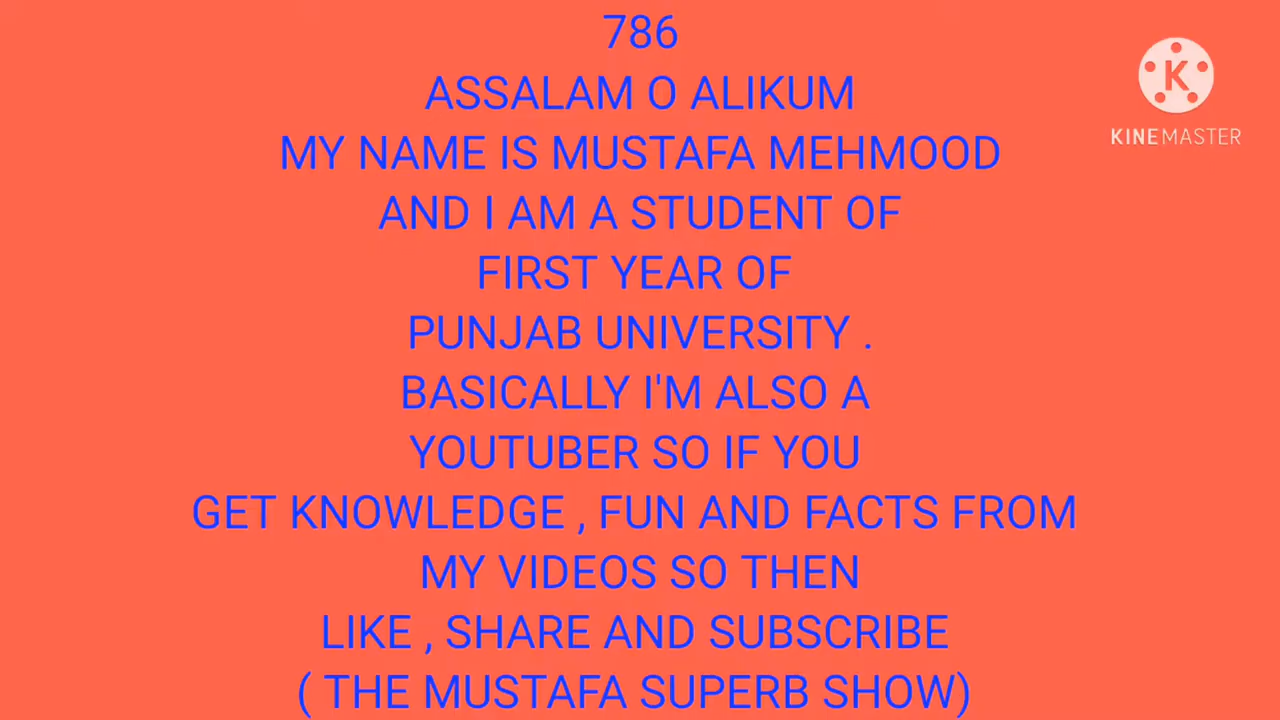 786
ASSALAM O ALIKUM
MY NAME IS MUSTAFA MEHMOOD
AND I AM A STUDENT OF
FIRST YEAR OF
PUNJAB UNIVERSITY .
BASICALLY I'M ALSO A
YOUTUBER SO IF YOU
GET KNOWLEDGE , FUN AND FACTS FROM
MY VIDEOS SO THEN
LIKE , SHARE AND SUBSCRIBE
( THE MUSTAFA SUPERB SHOW)
K
KINEMASTER